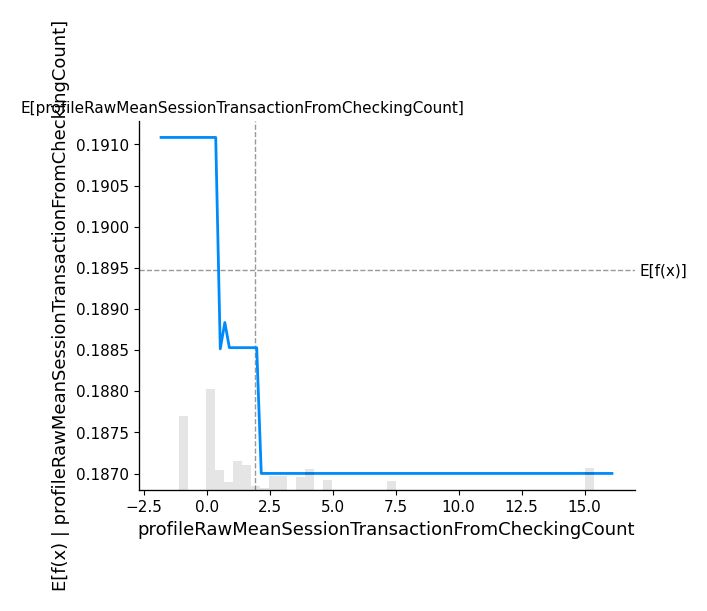 E[profileRawMeanSessionTransactionFromCheckingCount]
E[f(x) | profileRawMeanSessionTransactionFromCheckingCount]
0.1910
0.1905
0.1900
0.1895
0.1890
0.1885
0.1880
0.1875
0.1870
E[f(x)]
−2.5 0.0 2.5 5.0 7.5 10.0 12.5 15.0
profileRawMeanSessionTransactionFromCheckingCount